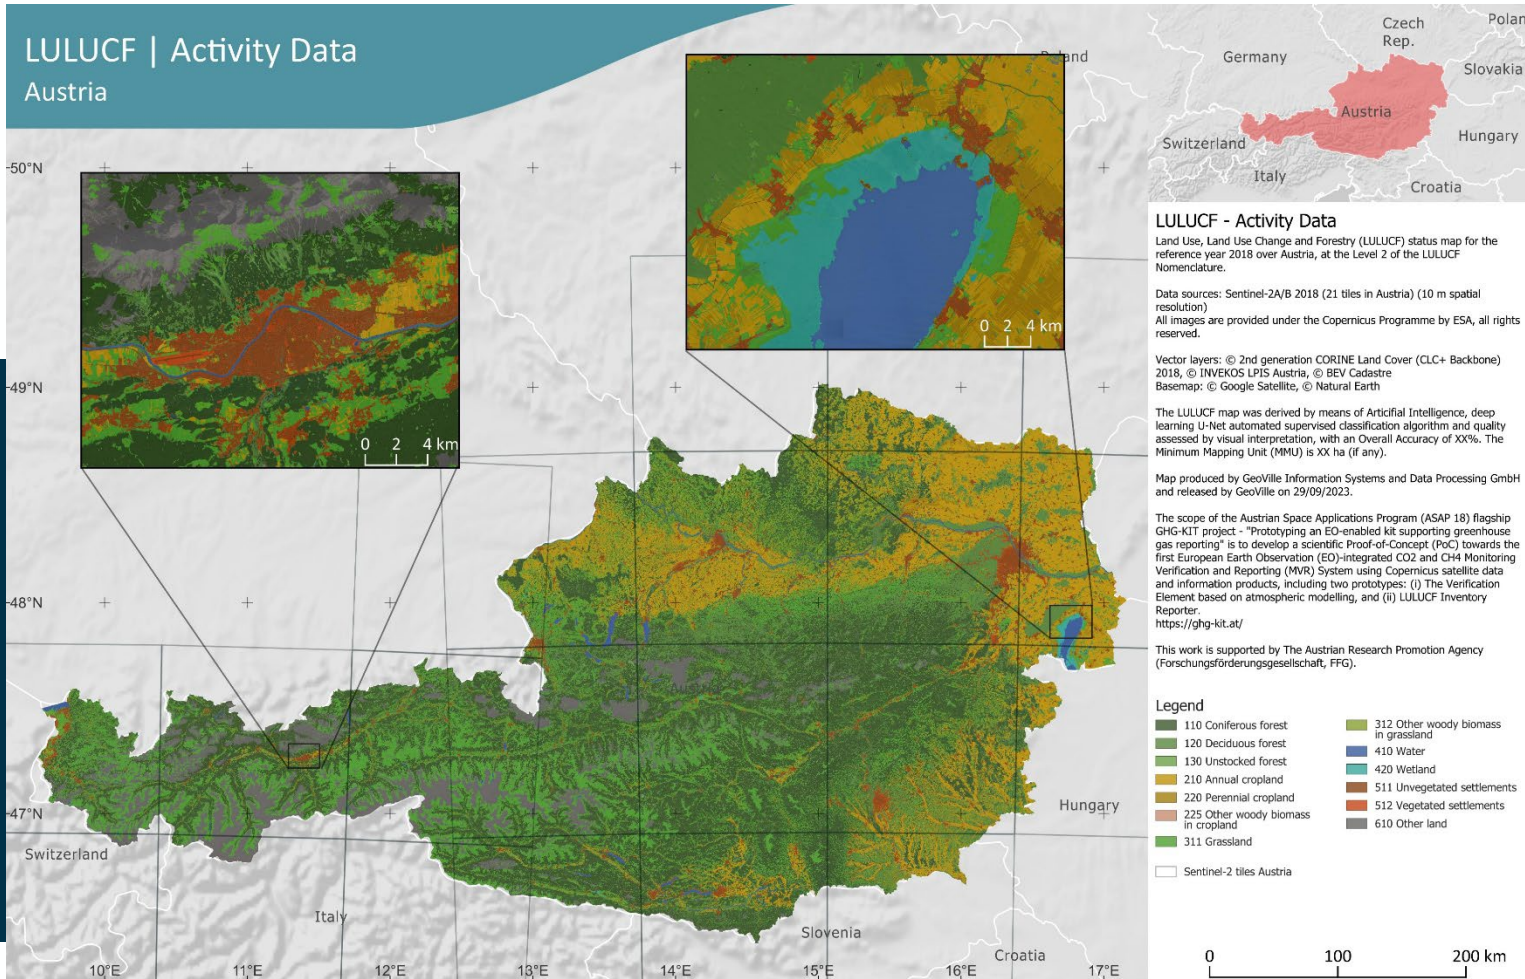 LULUCF | Activity Data
Austria
Poland
50°N
49°N
48°N
47°N
0 2 4 km
0 2 4 km
Austria
Switzerland
Italy
Slovenia
Croatia
Hungary
10°E
11°E
12°E
13°E
14°E
15°E
16°E
17°E
Czech
Rep.
Polan
Germany
Slovakia
Austria
Switzerland
Hungary
Italy
Croatia
LULUCF - Activity Data
Land Use, Land Use Change and Forestry (LULUCF) status map for the
reference year 2018 over Austria, at the Level 2 of the LULUCF
Nomenclature.
Data sources: Sentinel-2A/B 2018 (21 tiles in Austria) (10 m spatial
resolution)
All images are provided under the Copernicus Programme by ESA, all rights
reserved.
Vector layers: © 2nd generation CORINE Land Cover (CLC+ Backbone)
2018, © INVEKOS LPIS Austria, © BEV Cadastre
Basemap: © Google Satellite, © Natural Earth
The LULUCF map was derived by means of Articifial Intelligence, deep
learning U-Net automated supervised classification algorithm and quality
assessed by visual interpretation, with an Overall Accuracy of XX%. The
Minimum Mapping Unit (MMU) is XX ha (if any).
Map produced by GeoVille Information Systems and Data Processing GmbH
and released by GeoVille on 29/09/2023.
The scope of the Austrian Space Applications Program (ASAP 18) flagship
GHG-KIT project - "Prototyping an EO-enabled kit supporting greenhouse
gas reporting" is to develop a scientific Proof-of-Concept (PoC) towards the
first European Earth Observation (EO)-integrated CO2 and CH4 Monitoring
Verification and Reporting (MVR) System using Copernicus satellite data
and information products, including two prototypes: (i) The Verification
Element based on atmospheric modelling, and (ii) LULUCF Inventory
Reporter.
https://ghg-kit.at/
This work is supported by The Austrian Research Promotion Agency
(Forschungsförderungsgesellschaft, FFG).
Legend
110 Coniferous forest
120 Deciduous forest
130 Unstocked forest
210 Annual cropland
220 Perennial cropland
225 Other woody biomass
in cropland
311 Grassland
312 Other woody biomass
in grassland
410 Water
420 Wetland
511 Unvegetated settlements
512 Vegetated settlements
610 Other land
Sentinel-2 tiles Austria
0 100 200 km